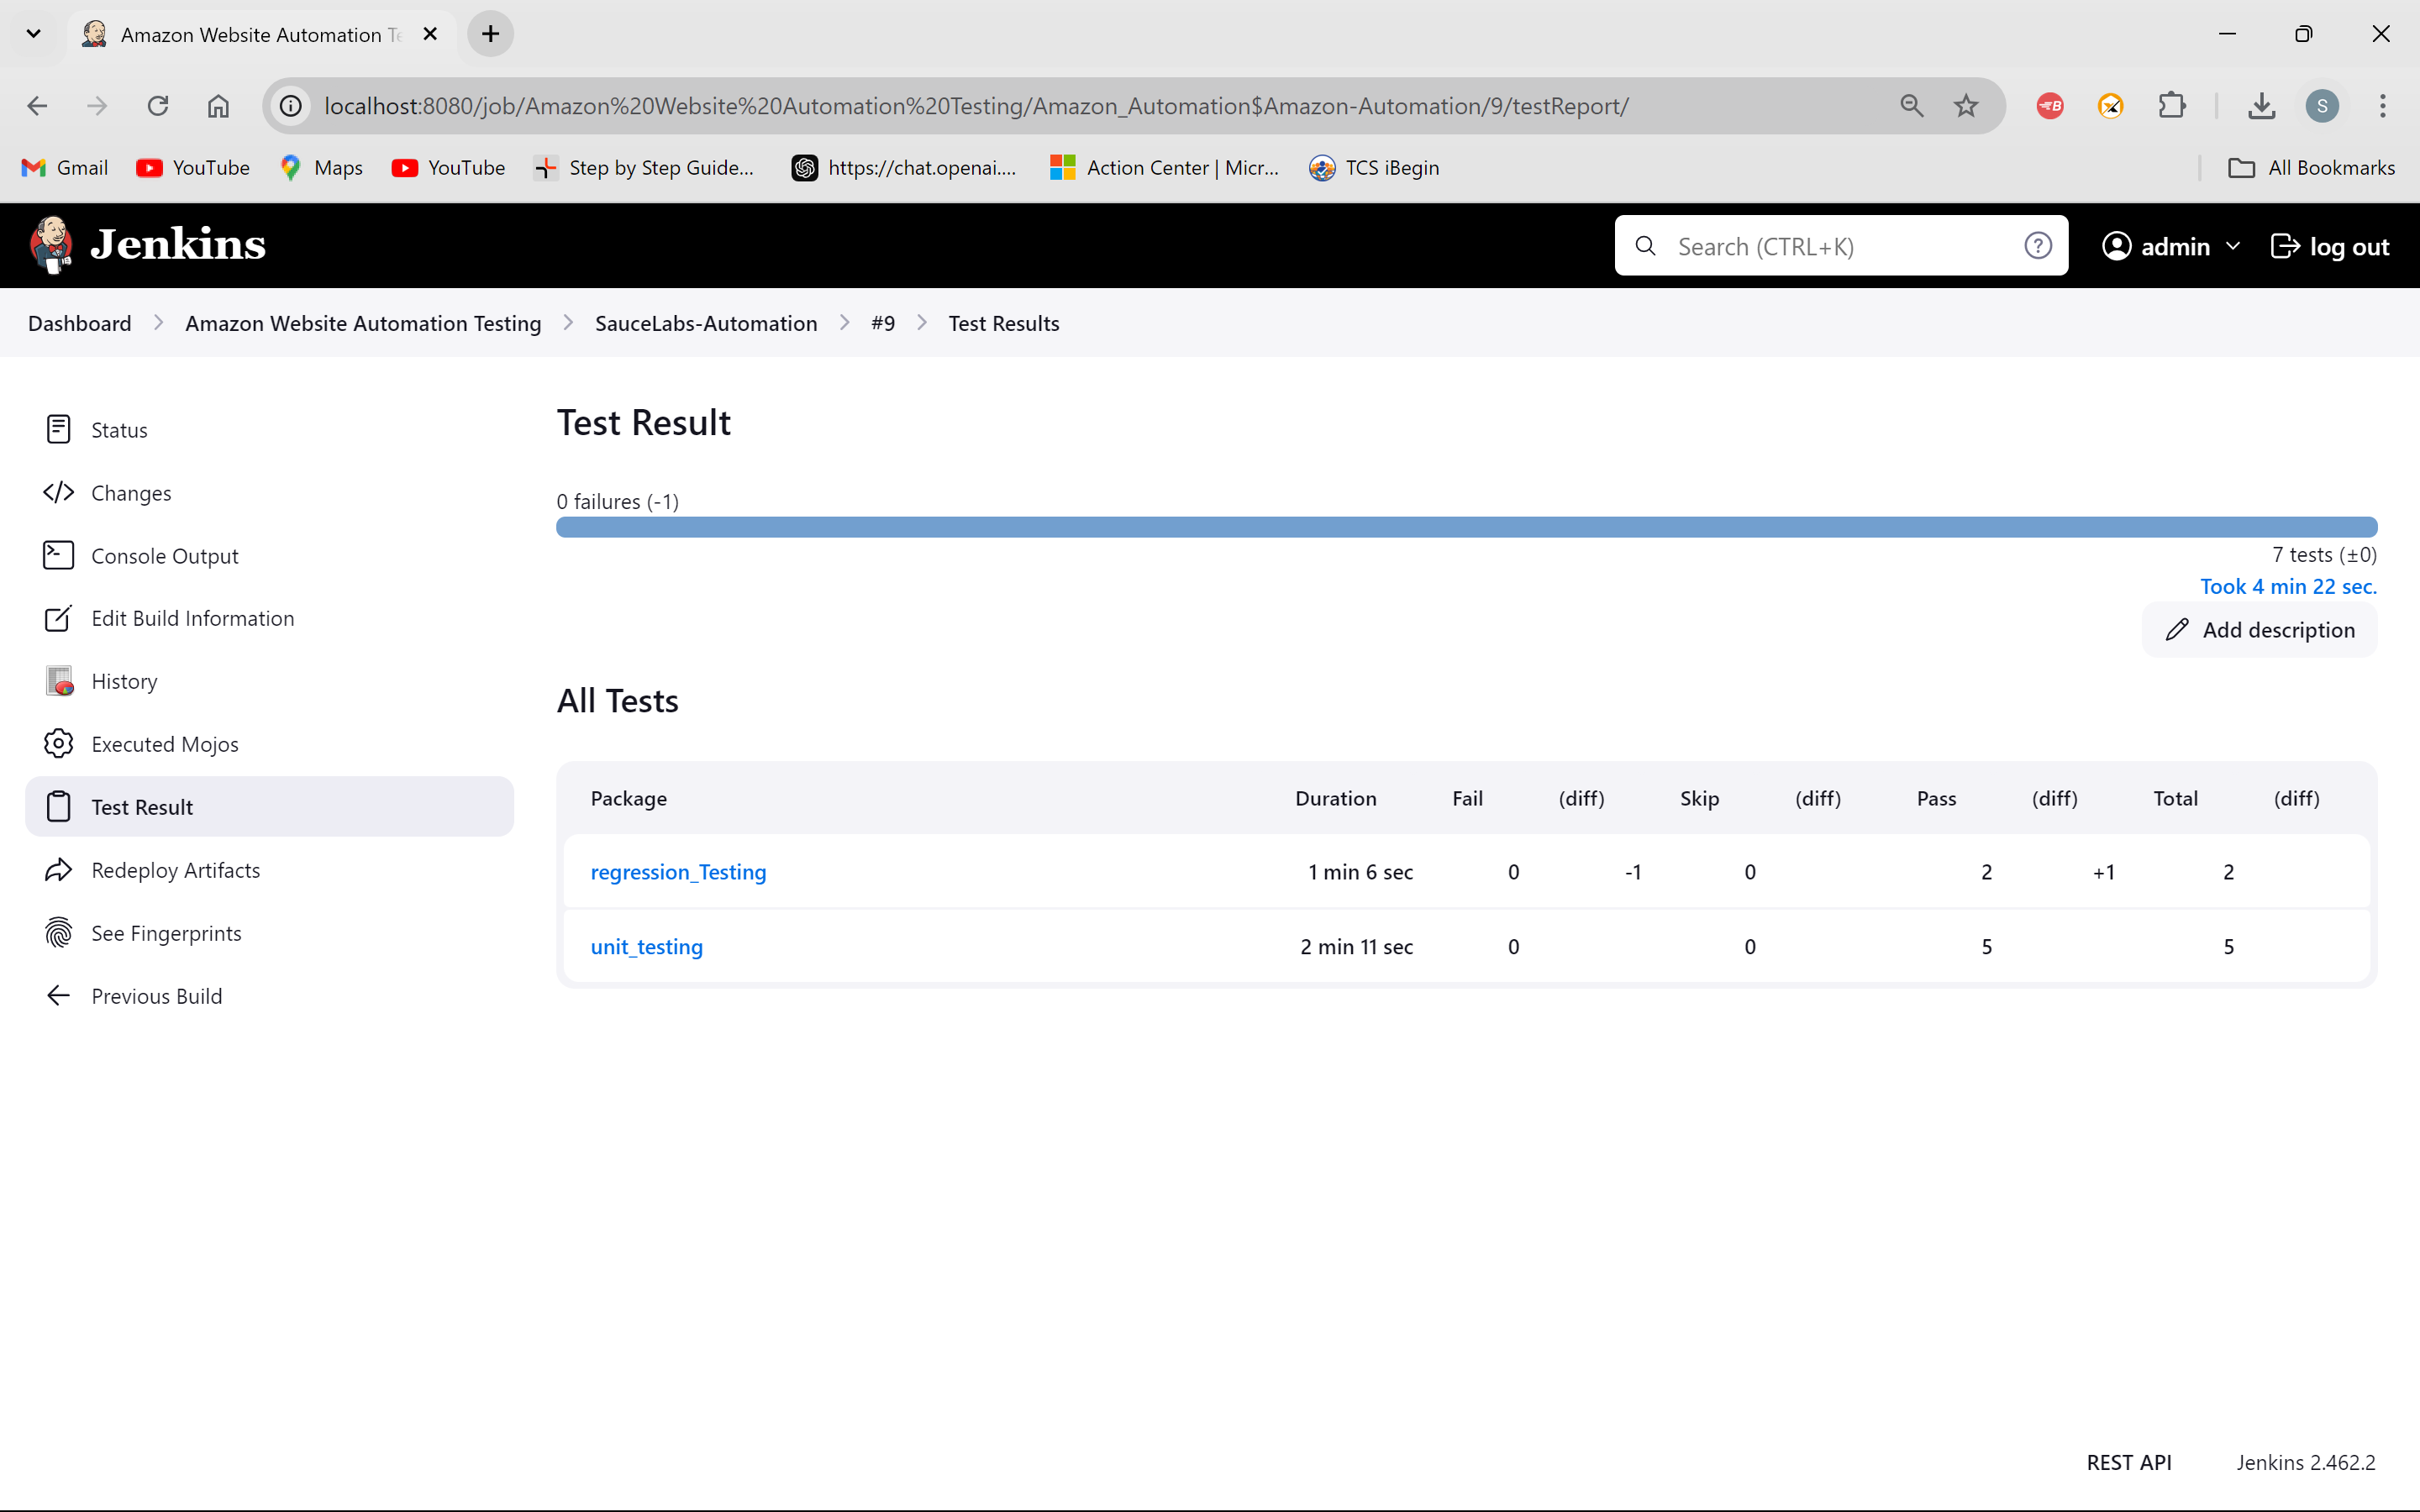 Amazon Website Automation Te
localhost:8080/job/Amazon%20Website%20Automation%20Testing/Amazon_Automation$Amazon-Automation/9/testReport/
S
Gmail YouTube Maps YouTube Step by Step Guide... https://chat.openai.... Action Center | Micr... TCS iBegin All Bookmarks
Jenkins Search (CTRL+K) admin log out
Dashboard Amazon Website Automation Testing SauceLabs-Automation #9 Test Results
Status
Changes
Console Output
Edit Build Information
History
Executed Mojos
Test Result
Redeploy Artifacts
See Fingerprints
Previous Build
Test Result
0 failures (-1)
7 tests (±0)
Took 4 min 22 sec.
Add description
All Tests
Package Duration Fail (diff) Skip (diff) Pass (diff) Total (diff)
regression_Testing 1 min 6 sec 0 -1 0 2 +1 2
unit_testing 2 min 11 sec 0 0 5 5
REST API Jenkins 2.462.2